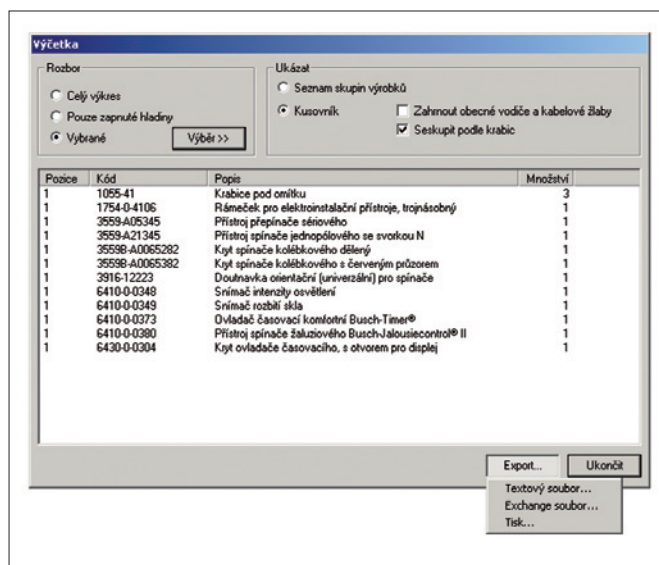 Výčetka
Rozbor
Celý výkres
Pouze zapnuté hladiny
Vybrané
Výběr >>
Ukázat
Seznam skupin výrobků
Kusovník
Zahrnout obecné vodiče a kabelové žlaby
Seskupit podle krabic
Pozice Kód Popis Množství
1 1055-41 Krabice pod omítku 3
1 1754-0-4106 Rámeček pro elektroinstalační přístroje, trojnásobný 1
1 3559-A05345 Přístroj přepínače sériového 1
1 3559-A21345 Přístroj spínače jednopólového se svorkou N 1
1 3559B-A0065282 Kryt spínače kolébkového dělený 1
1 3559B-A0065382 Kryt spínače kolébkového s červeným průzorem 1
1 3916-12223 Doutnavka orientační (univerzální) pro spínače 1
1 6410-0-0348 Snímač intenzity osvětlení 1
1 6410-0-0349 Snímač rozbití skla 1
1 6410-0-0373 Ovladač časovací komfortní Busch-Timer® 1
1 6410-0-0380 Přístroj spínače žaluziového Busch-Jalousiecontrol® II 1
1 6430-0-0304 Kryt ovladače časovacího, s otvorem pro displej 1
Export... Ukončit
Textový soubor...
Exchange soubor...
Tisk...